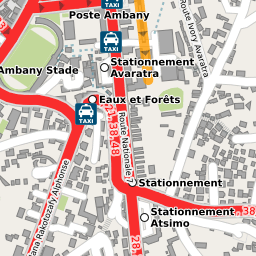 Poste Ambany
TAXI
Route Ivory Avaratra
Stationnement
Avaratra
Ambany Stade
Eaux et Forêts
TAXI
Route Nationale 7
Stationnement
Stationnement
Atsimo
Rakotozafy Alphonse